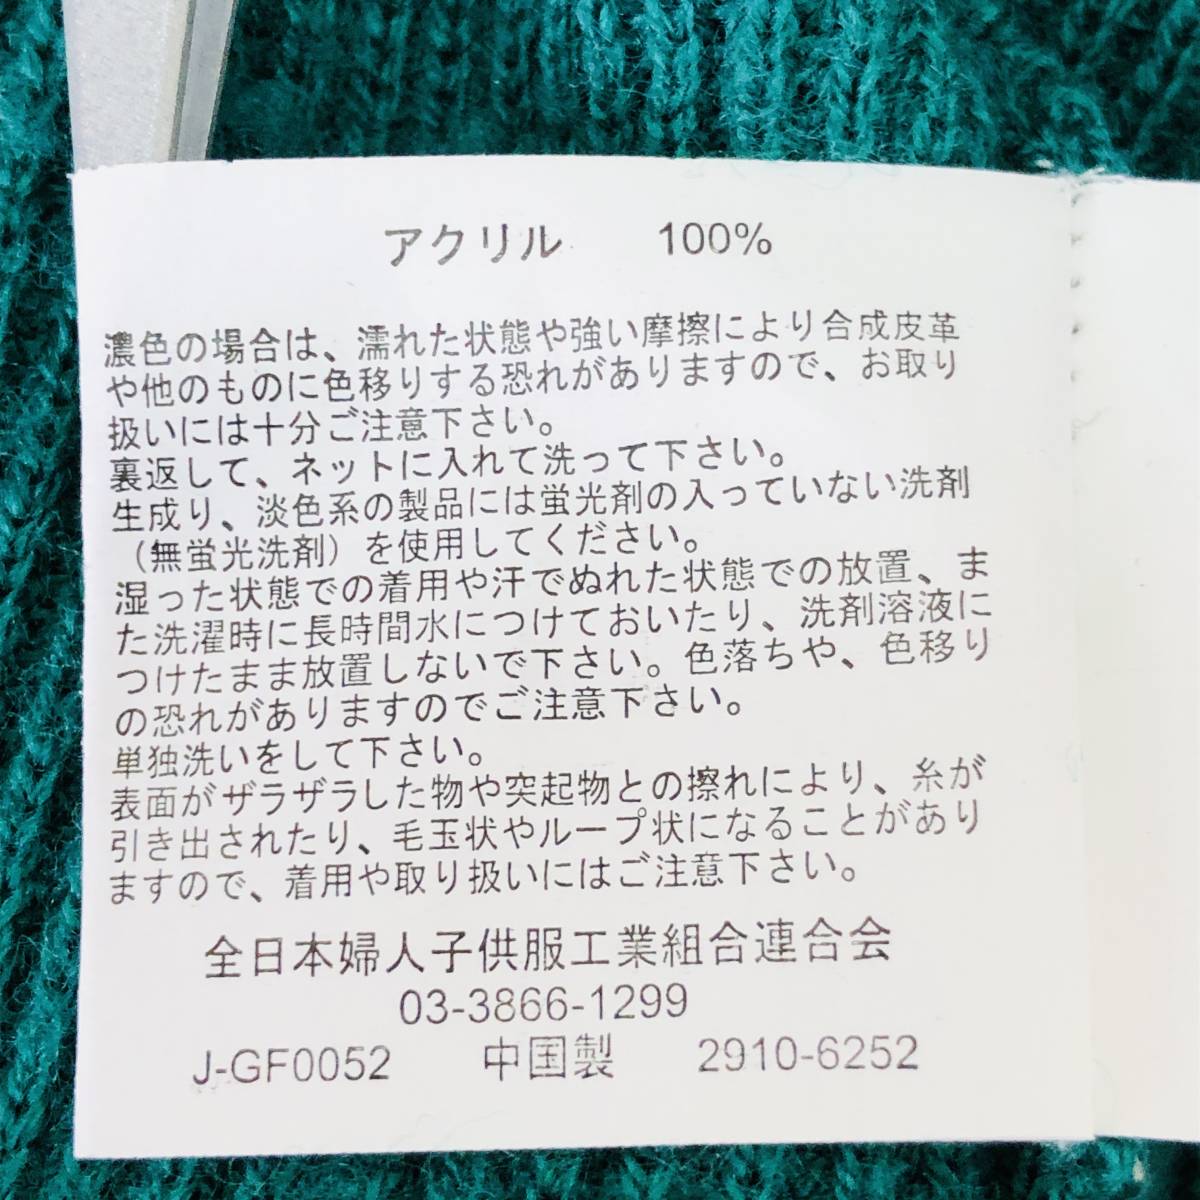 アクリル 100%
濃色の場合は、濡れた状態や強い摩擦により合成皮革
や他のものに色移りする恐れがありますので、お取り
扱いには十分ご注意下さい。
裏返して、ネットに入れて洗って下さい。
生成り、淡色系の製品には蛍光剤の入っていない洗剤
（無蛍光洗剤）を使用してください。
湿った状態での着用や汗でぬれた状態での放置、ま
た洗濯時に長時間水につけておいたり、洗剤溶液に
つけたまま放置しないで下さい。色落ちや、色移り
の恐れがありますのでご注意下さい。
単独洗いをして下さい。
表面がザラザラした物や突起物との擦れにより、糸が
引き出されたり、毛玉状やループ状になることがあり
ますので、着用や取り扱いにはご注意下さい。
全日本婦人子供服工業組合連合会
03-3866-1299
J-GF0052 中国製 2910-6252